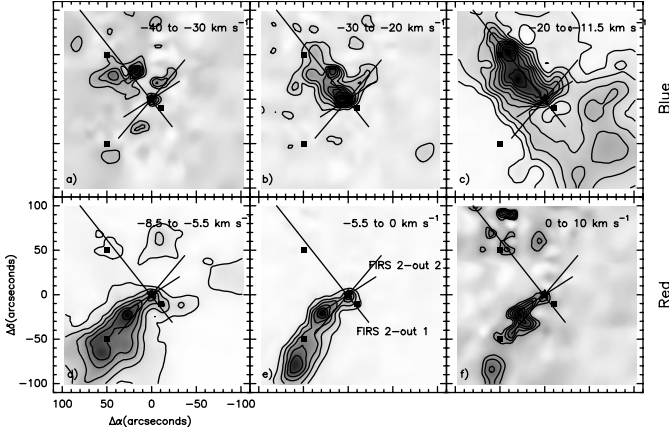 -40 to -30 km s⁻¹
-30 to -20 km s⁻¹
-20 to -11.5 km s⁻¹
Blue
a)
b)
c)
-8.5 to -5.5 km s⁻¹
-5.5 to 0 km s⁻¹
0 to 10 km s⁻¹
100
50
0
-50
-100
Δδ(arcseconds)
FIRS 2-out 2
FIRS 2-out 1
Red
d)
e)
f)
100 50 0 -50 -100
Δα(arcseconds)